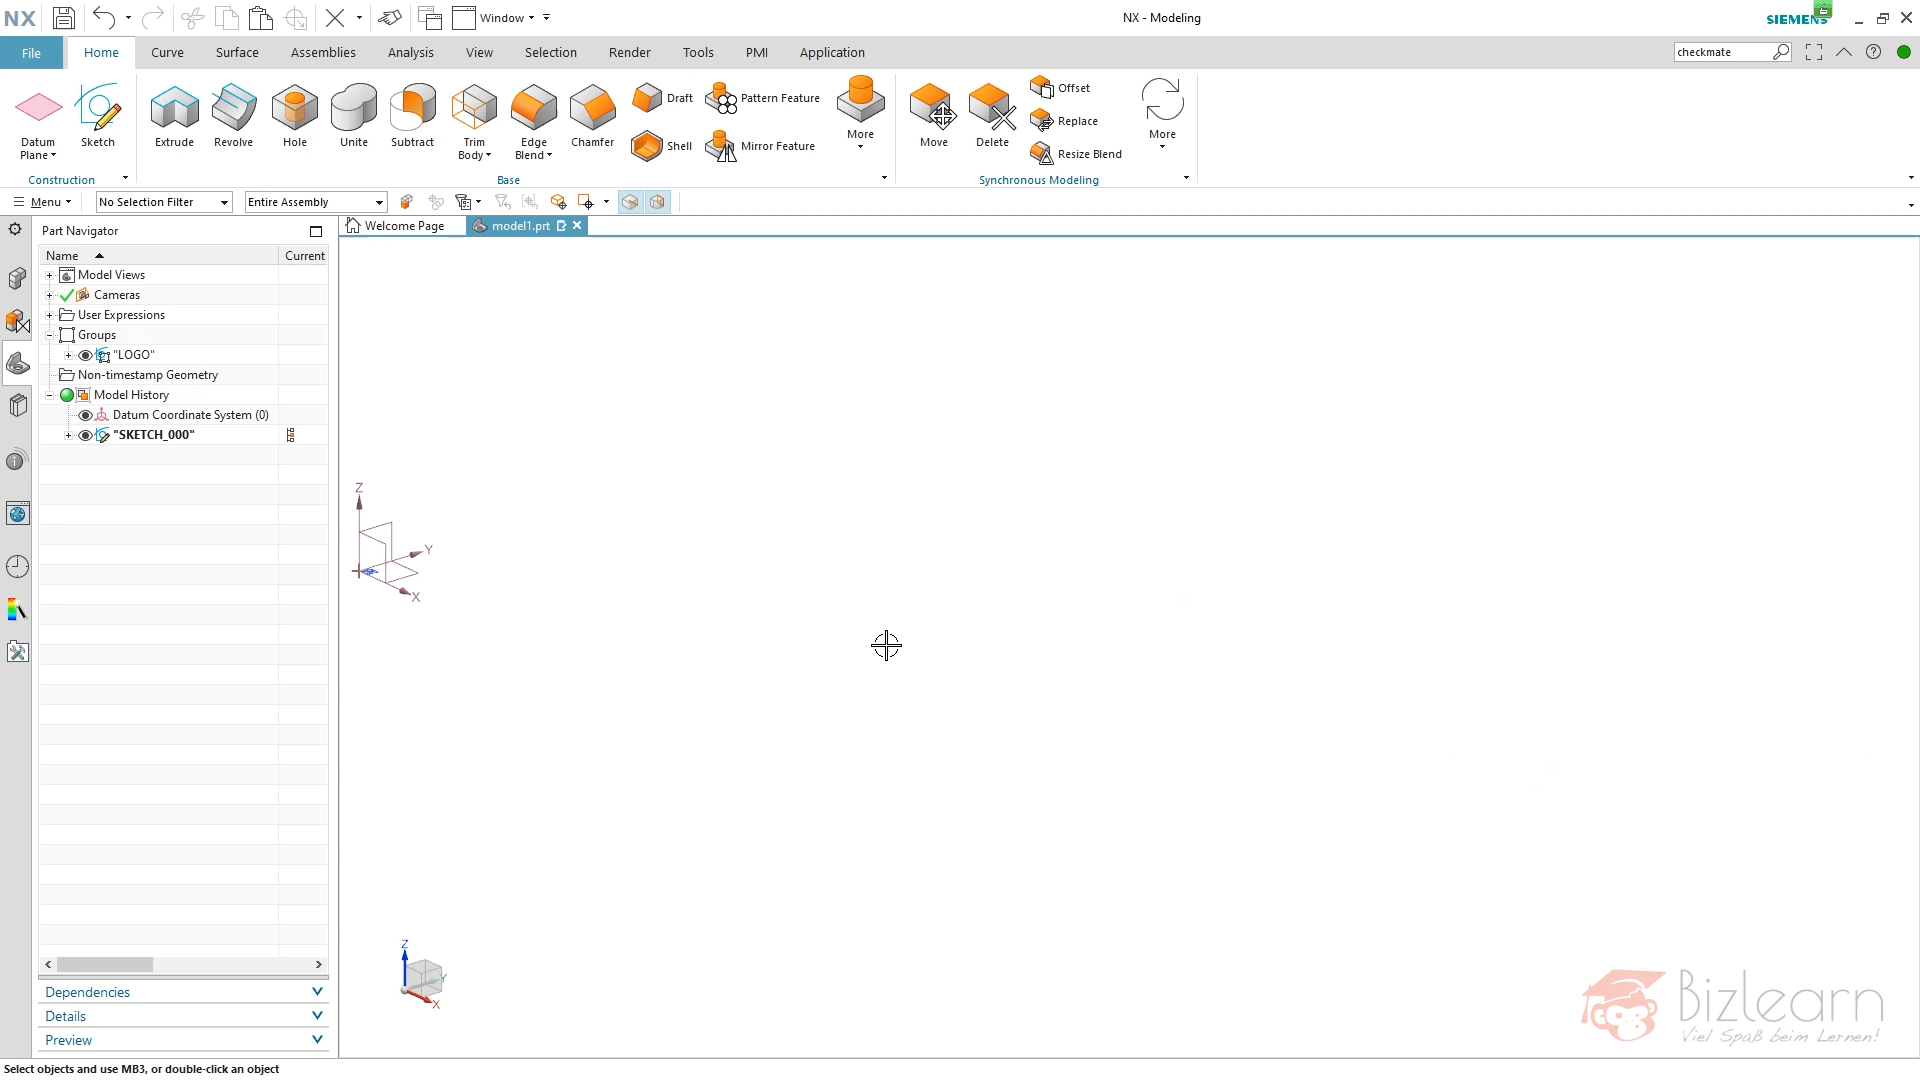 NX
Window
NX - Modeling
SIEMENS
File
Home
Curve
Surface
Assemblies
Analysis
View
Selection
Render
Tools
PMI
Application
checkmate
Datum
Plane
Sketch
Extrude
Revolve
Hole
Unite
Subtract
Trim
Body
Edge
Blend
Chamfer
Draft
Shell
Pattern Feature
Mirror Feature
More
Move
Delete
Offset
Replace
Resize Blend
More
Construction
Base
Synchronous Modeling
Menu
No Selection Filter
Entire Assembly
Part Navigator
Welcome Page
model1.prt
Name
Current
Model Views
Cameras
User Expressions
Groups
"LOGO"
Non-timestamp Geometry
Model History
Datum Coordinate System (0)
"SKETCH_000"
Z
Y
X
Z
Y
X
Dependencies
Details
Preview
Bizlearn
Viel Spaß beim Lernen!
Select objects and use MB3, or double-click an object